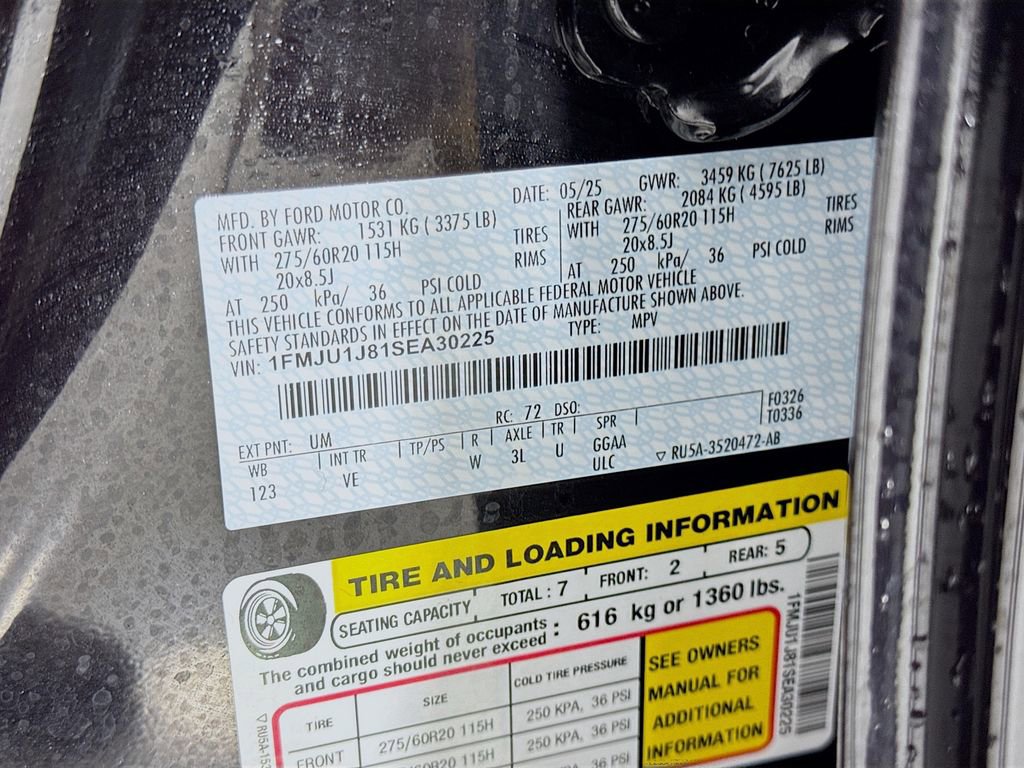 MFD. BY FORD MOTOR CO. DATE: 05/25 GVWR: 3459 KG ( 7625 LB)
FRONT GAWR: 1531 KG ( 3375 LB) REAR GAWR: 2084 KG ( 4595 LB)
WITH 275/60R20 115H TIRES WITH 275/60R20 115H TIRES
20x8.5J RIMS 20x8.5J RIMS
AT 250 kPa/ 36 PSI COLD AT 250 kPa/ 36 PSI COLD
THIS VEHICLE CONFORMS TO ALL APPLICABLE FEDERAL MOTOR VEHICLE
SAFETY STANDARDS IN EFFECT ON THE DATE OF MANUFACTURE SHOWN ABOVE.
VIN: 1FMJU1J81SEA30225 TYPE: MPV
EXT PNT: UM RC: 72 DSO: F0326
WB INT TR TP/PS R AXLE TR SPR T0336
123 VE W 3L U GGAA
ULC RU5A-3520472-AB
TIRE AND LOADING INFORMATION
SEATING CAPACITY TOTAL : 7 FRONT: 2 REAR: 5
The combined weight of occupants
and cargo should never exceed : 616 kg or 1360 lbs.
TIRE SIZE COLD TIRE PRESSURE
FRONT 275/60R20 115H 250 KPA, 36 PSI
115H 250 KPA, 36 PSI
36 PSI
SEE OWNERS
MANUAL FOR
ADDITIONAL
INFORMATION
1FMJU1J81SEA30225